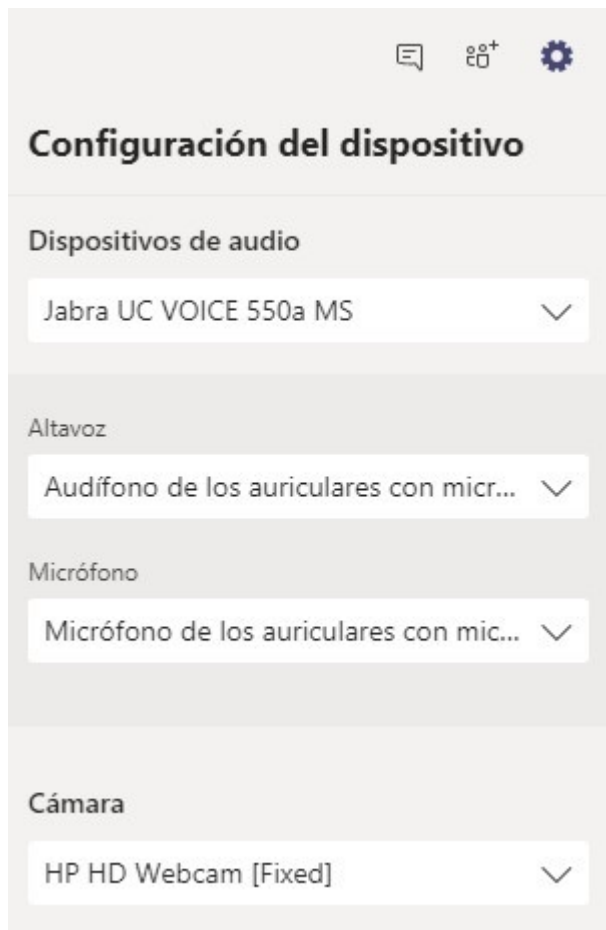 Configuración del dispositivo
Dispositivos de audio
Jabra UC VOICE 550a MS
Altavoz
Audífono de los auriculares con micr...
Micrófono
Micrófono de los auriculares con mic...
Cámara
HP HD Webcam [Fixed]